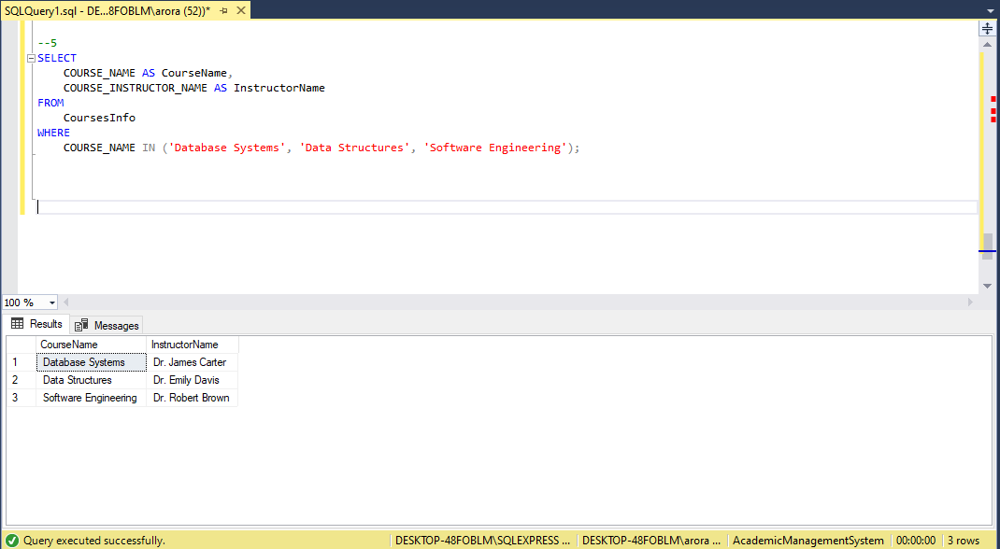 SQLQuery1.sql - DE...8FOBLM\arora (52))*
--5
SELECT
COURSE_NAME AS CourseName,
COURSE_INSTRUCTOR_NAME AS InstructorName
FROM
CoursesInfo
WHERE
COURSE_NAME IN ('Database Systems', 'Data Structures', 'Software Engineering');
100 %
Results Messages
CourseName InstructorName
1 Database Systems Dr. James Carter
2 Data Structures Dr. Emily Davis
3 Software Engineering Dr. Robert Brown
Query executed successfully. DESKTOP-48FOBLM\SQLEXPRESS ... DESKTOP-48FOBLM\arora ... AcademicManagementSystem 00:00:00 3 rows